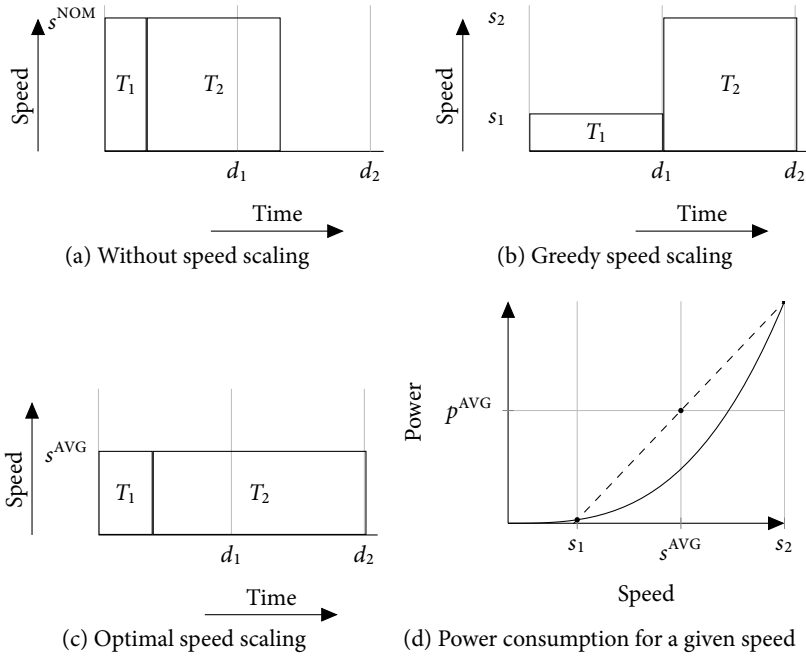 s^NOM
Speed
T₁
T₂
d₁
d₂
Time
(a) Without speed scaling
s₂
s₁
Speed
T₁
T₂
d₁
d₂
Time
(b) Greedy speed scaling
s^AVG
Speed
T₁
T₂
d₁
d₂
Time
(c) Optimal speed scaling
Power
p^AVG
s₁
s^AVG
s₂
Speed
(d) Power consumption for a given speed